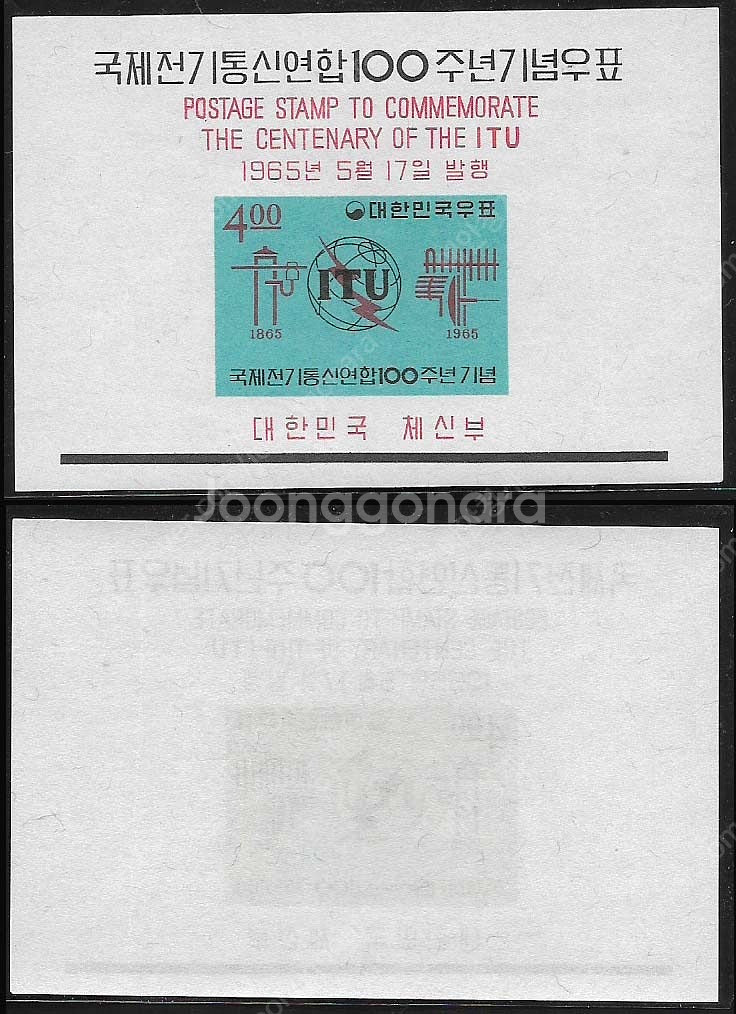 국제전기통신연합100주년기념우표
POSTAGE STAMP TO COMMEMORATE
THE CENTENARY OF THE ITU
1965년 5월 17일 발행
4.00 대한민국우표
ITU
1865 1965
국제전기통신연합100주년기념
대한민국 체신부
Joonggonara